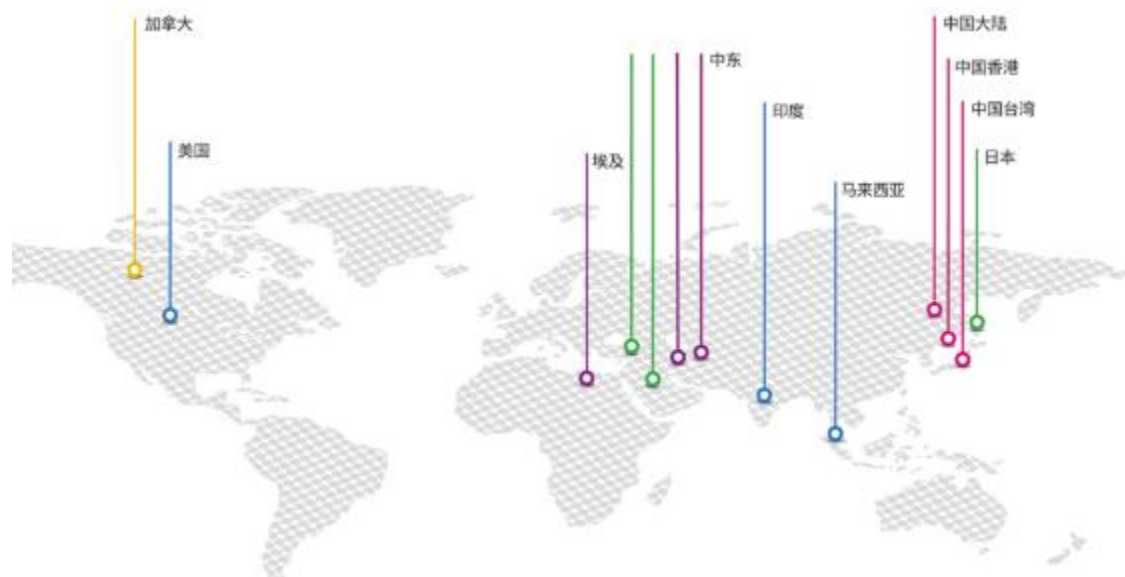 加拿大
美国
埃及
中东
印度
马来西亚
中国大陆
中国香港
中国台湾
日本